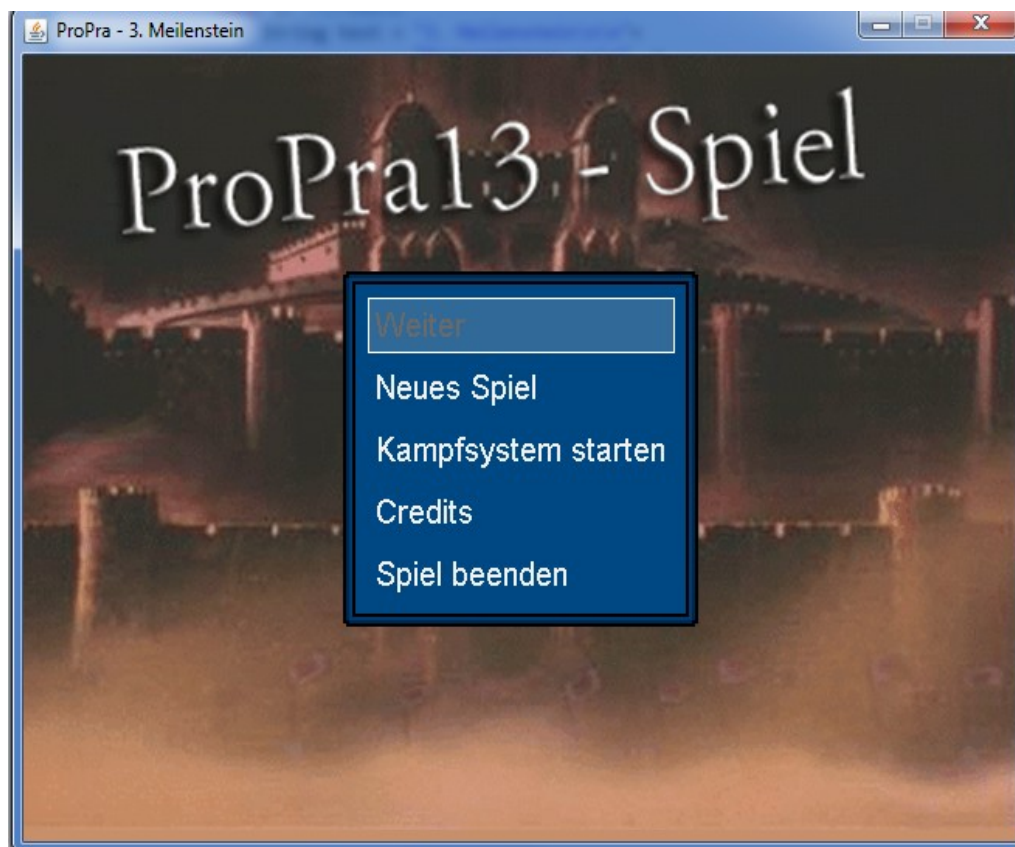 ProPra - 3. Meilenstein
ProPra13 - Spiel
Weiter
Neues Spiel
Kampfsystem starten
Credits
Spiel beenden